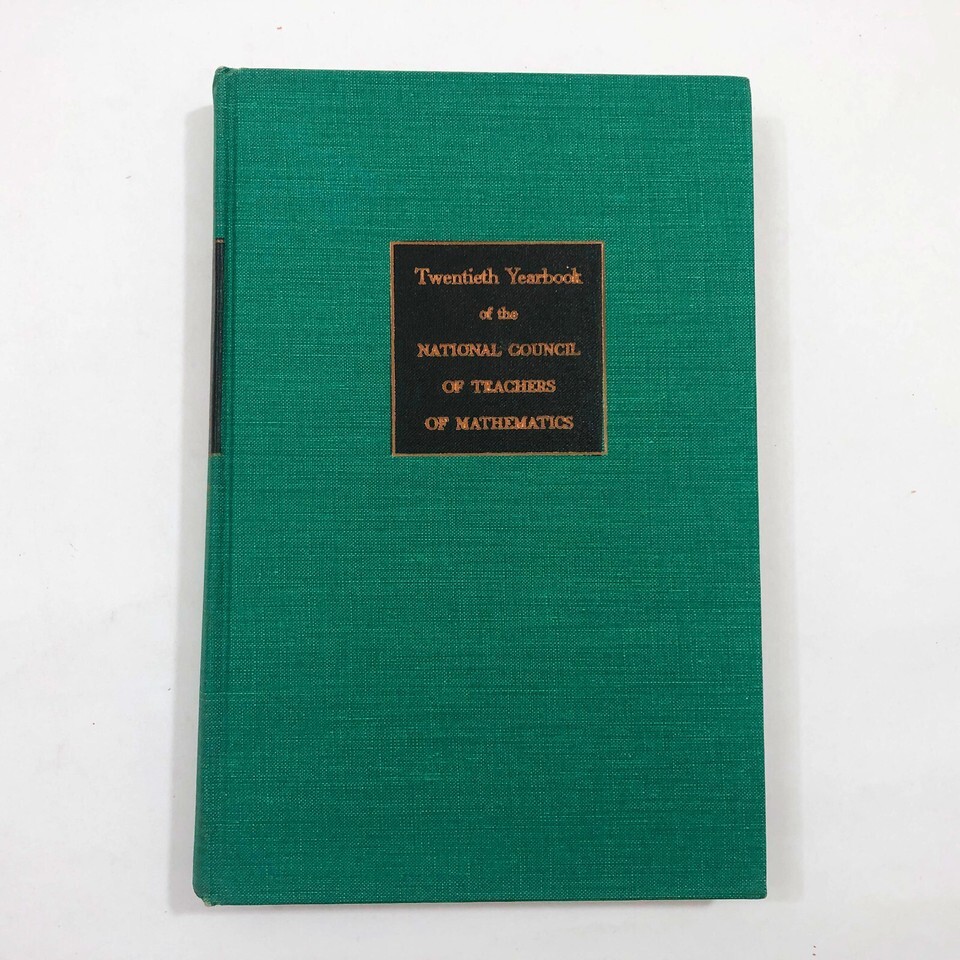 Twentieth Yearbook
of the
NATIONAL COUNCIL
OF TEACHERS
OF MATHEMATICS